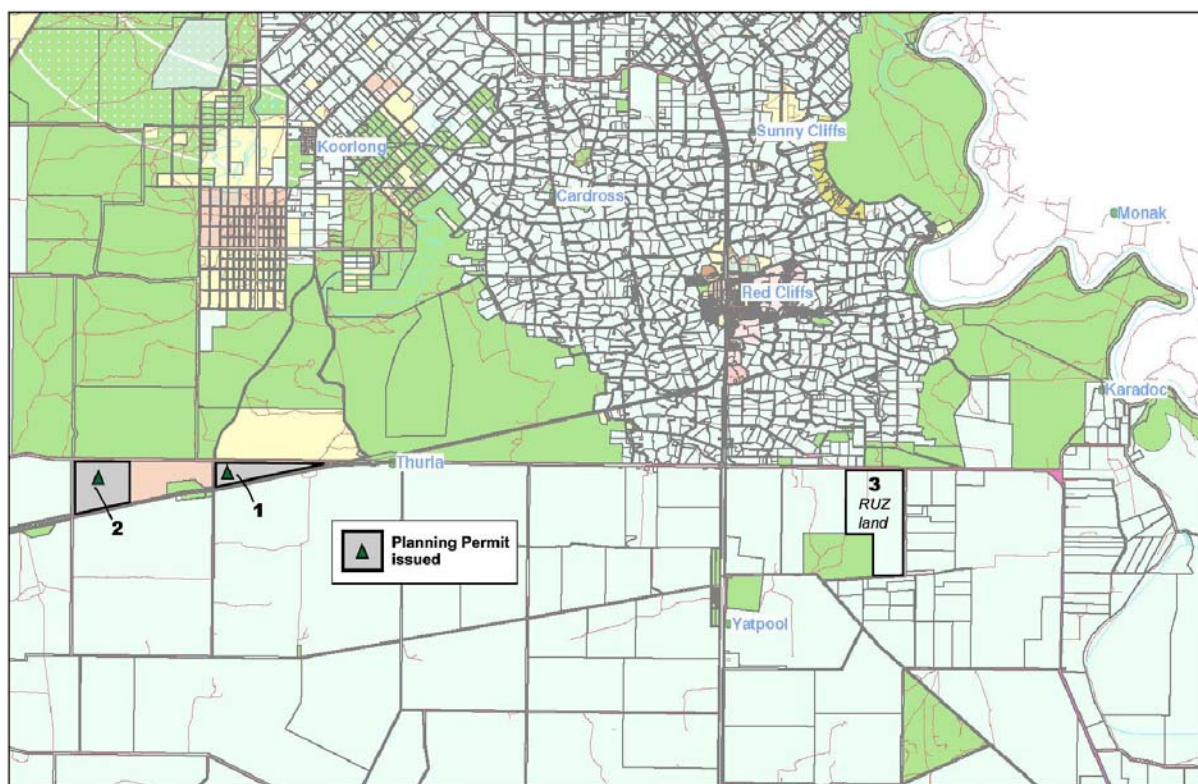 Koorlong
Sunny Cliffs
Cardross
Monak
Red Cliffs
Karadoc
Thurla
3
RUZ
land
1
2
Planning Permit
issued
Yatpool